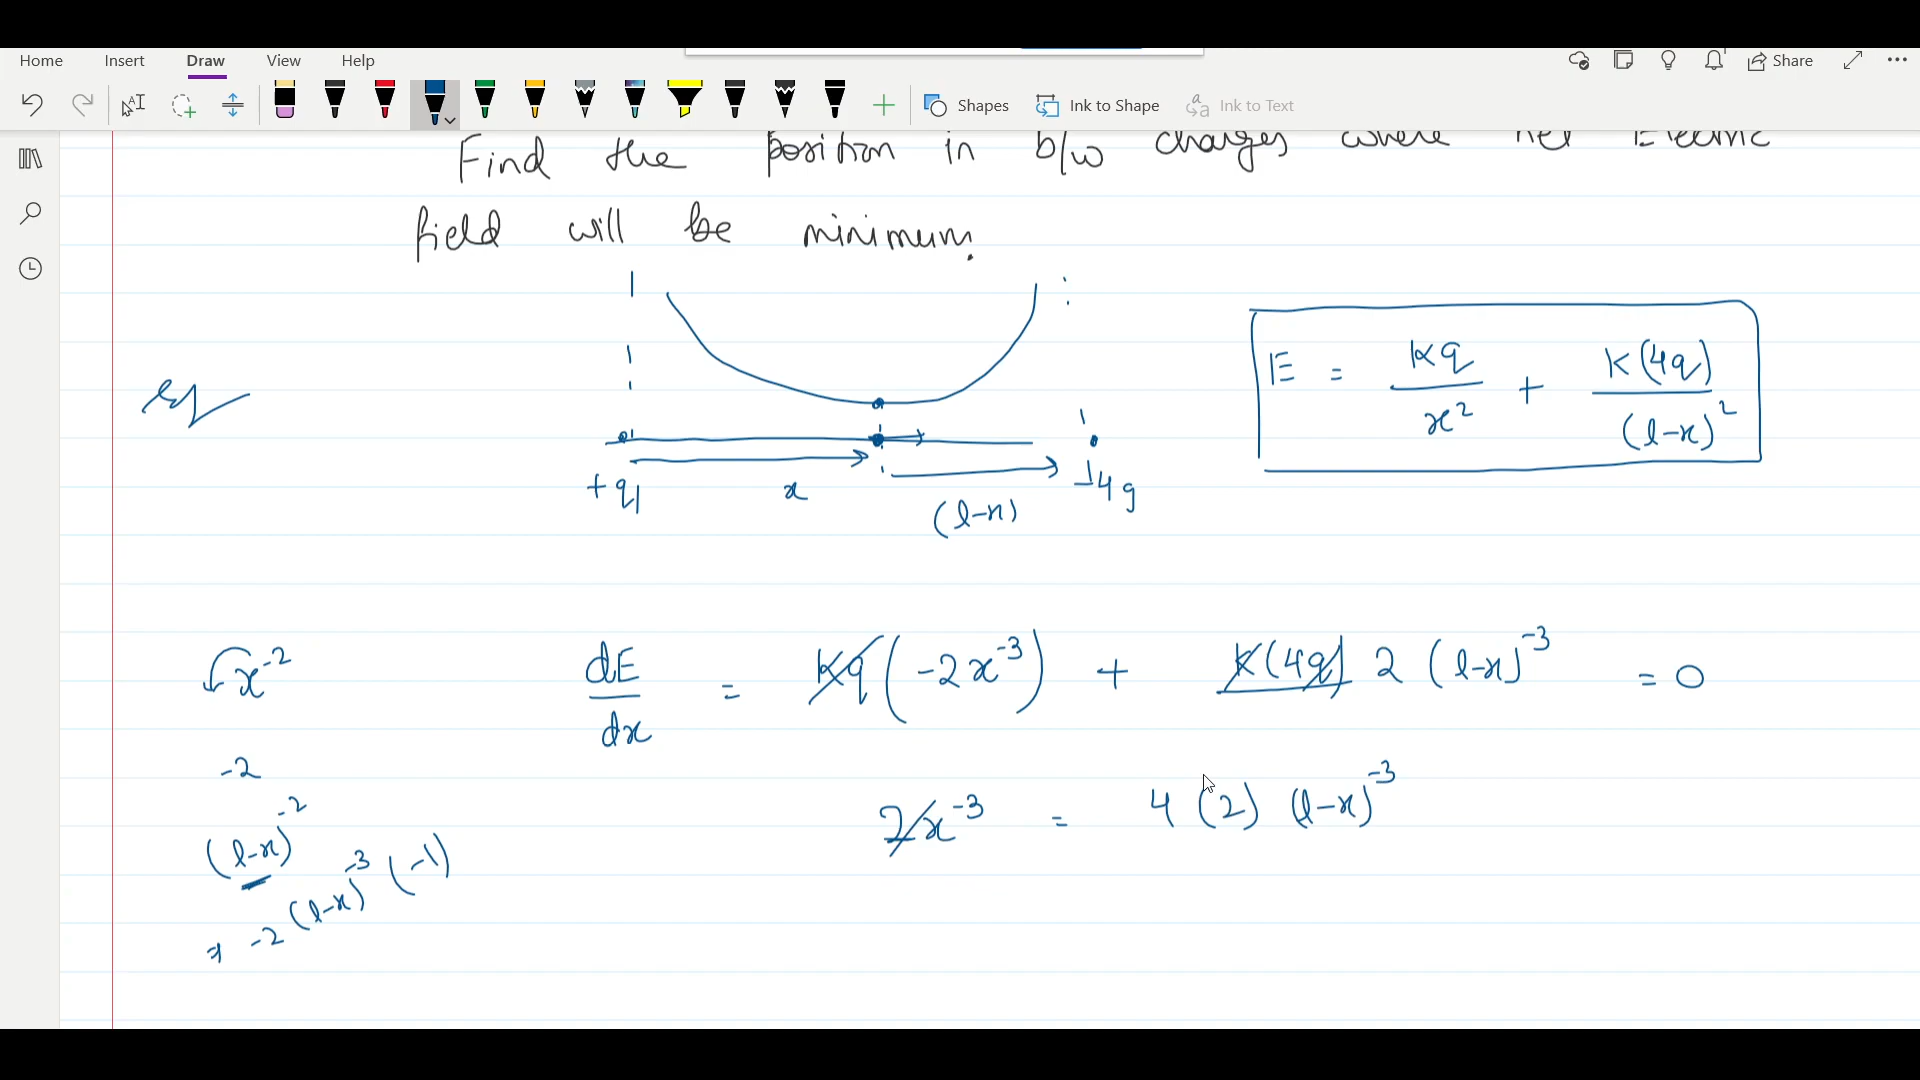 Home Insert Draw View Help Share
Shapes Ink to Shape Ink to Text
Find the position in b/w charges where net Electric
field will be minimum.
E = Kq/x² + K(4q)/(l-x)²
+q x (l-x) -4q
x⁻² dE/dx = Kq(-2x⁻³) + K(4q) 2 (l-x)⁻³ = 0
-2
2x⁻³ = 4 (2) (l-x)⁻³
(l-x)⁻²
⇒ -2 (l-x)⁻³ (-1)